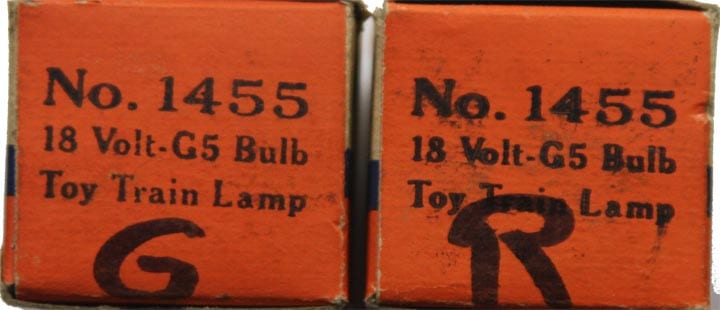 No. 1455
18 Volt-G5 Bulb
Toy Train Lamp
G
No. 1455
18 Volt-G5 Bulb
Toy Train Lamp
R